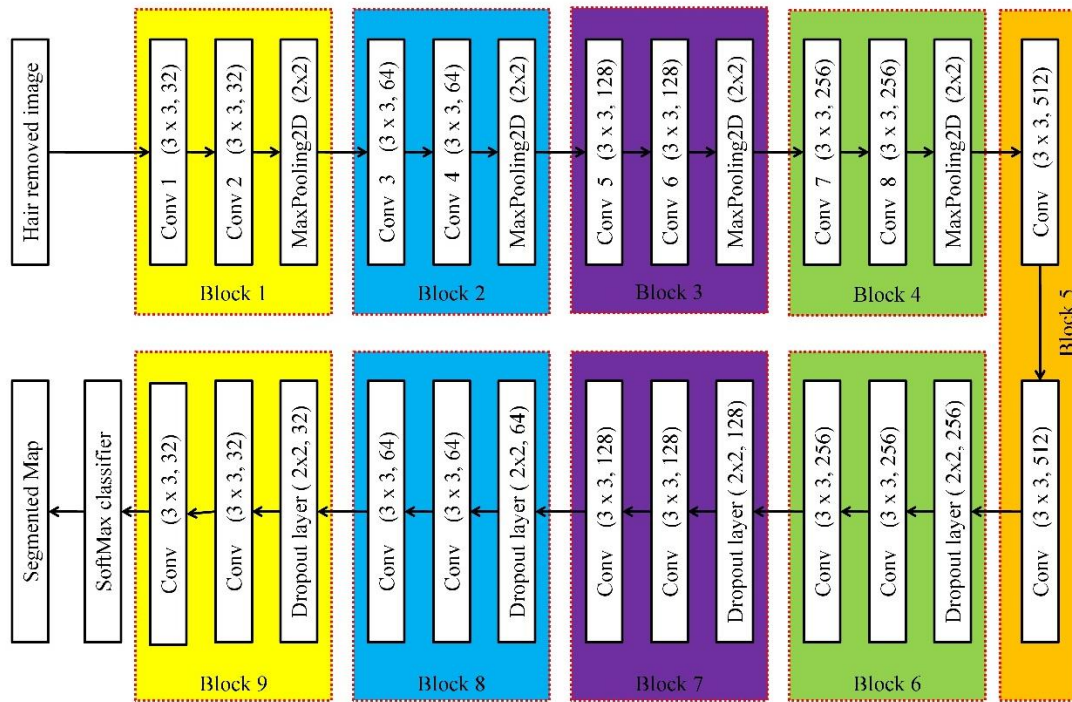 Hair removed image
Conv 1 (3 x 3, 32)
Conv 2 (3 x 3, 32)
MaxPooling2D (2x2)
Block 1
Conv 3 (3 x 3, 64)
Conv 4 (3 x 3, 64)
MaxPooling2D (2x2)
Block 2
Conv 5 (3 x 3, 128)
Conv 6 (3 x 3, 128)
MaxPooling2D (2x2)
Block 3
Conv 7 (3 x 3, 256)
Conv 8 (3 x 3, 256)
MaxPooling2D (2x2)
Block 4
Conv (3 x 3, 512)
Block 5
Conv (3 x 3, 512)
Dropout layer ( 2x2, 256)
Conv (3 x 3, 256)
Conv (3 x 3, 256)
Block 6
Dropout layer ( 2x2, 128)
Conv (3 x 3, 128)
Conv (3 x 3, 128)
Block 7
Dropout layer ( 2x2, 64)
Conv (3 x 3, 64)
Conv (3 x 3, 64)
Block 8
Dropout layer ( 2x2, 32)
Conv (3 x 3, 32)
Conv (3 x 3, 32)
Block 9
SoftMax classifier
Segmented Map